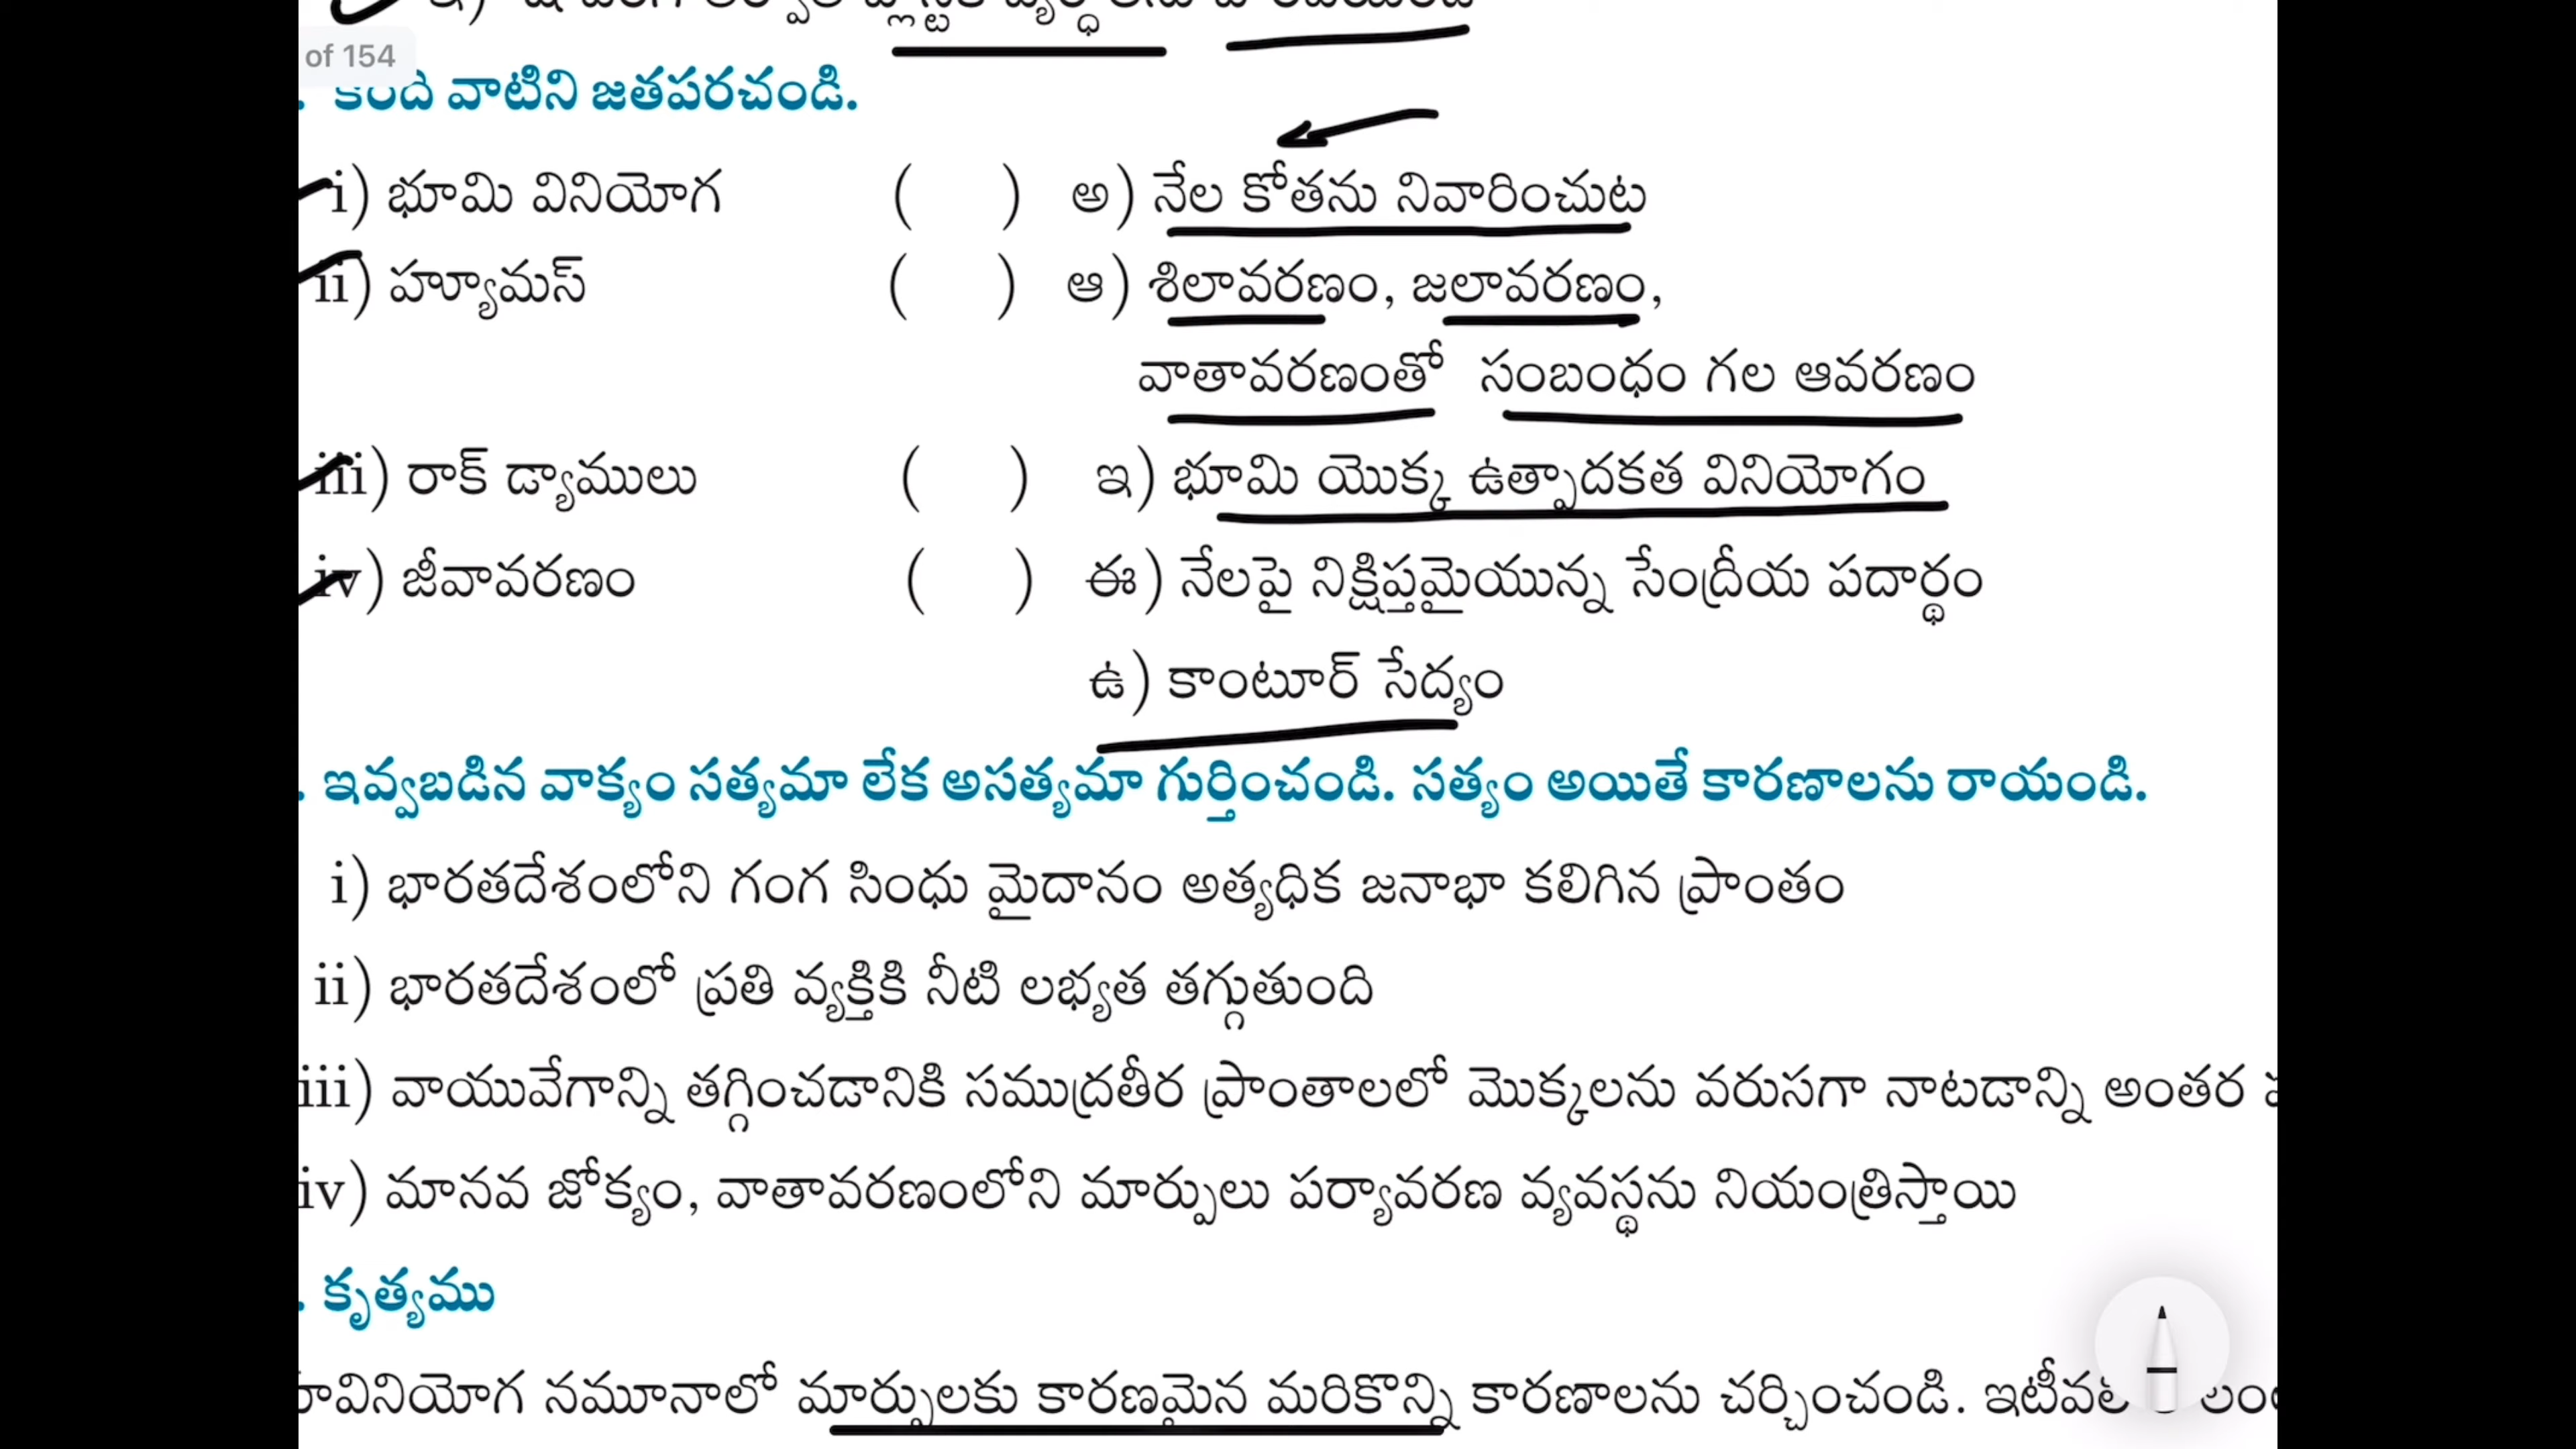 of 154
కింది వాటిని జతపరచండి.
i) భూమి వినియోగ ( ) అ) నేల కోతను నివారించుట
ii) హ్యూమస్ ( ) ఆ) శిలావరణం, జలావరణం,
వాతావరణంతో సంబంధం గల ఆవరణం
iii) రాక్ డ్యాములు ( ) ఇ) భూమి యొక్క ఉత్పాదకత వినియోగం
iv) జీవావరణం ( ) ఈ) నేలపై నిక్షిప్తమైయున్న సేంద్రీయ పదార్థం
ఉ) కాంటూర్ సేద్యం
. ఇవ్వబడిన వాక్యం సత్యమా లేక అసత్యమా గుర్తించండి. సత్యం అయితే కారణాలను రాయండి.
i) భారతదేశంలోని గంగ సింధు మైదానం అత్యధిక జనాభా కలిగిన ప్రాంతం
ii) భారతదేశంలో ప్రతి వ్యక్తికి నీటి లభ్యత తగ్గుతుంది
iii) వాయువేగాన్ని తగ్గించడానికి సముద్రతీర ప్రాంతాలలో మొక్కలను వరుసగా నాటడాన్ని అంతర
iv) మానవ జోక్యం, వాతావరణంలోని మార్పులు పర్యావరణ వ్యవస్థను నియంత్రిస్తాయి
. కృత్యము
నమూనాలో మార్పులకు కారణమైన మరికొన్ని కారణాలను చర్చించండి.